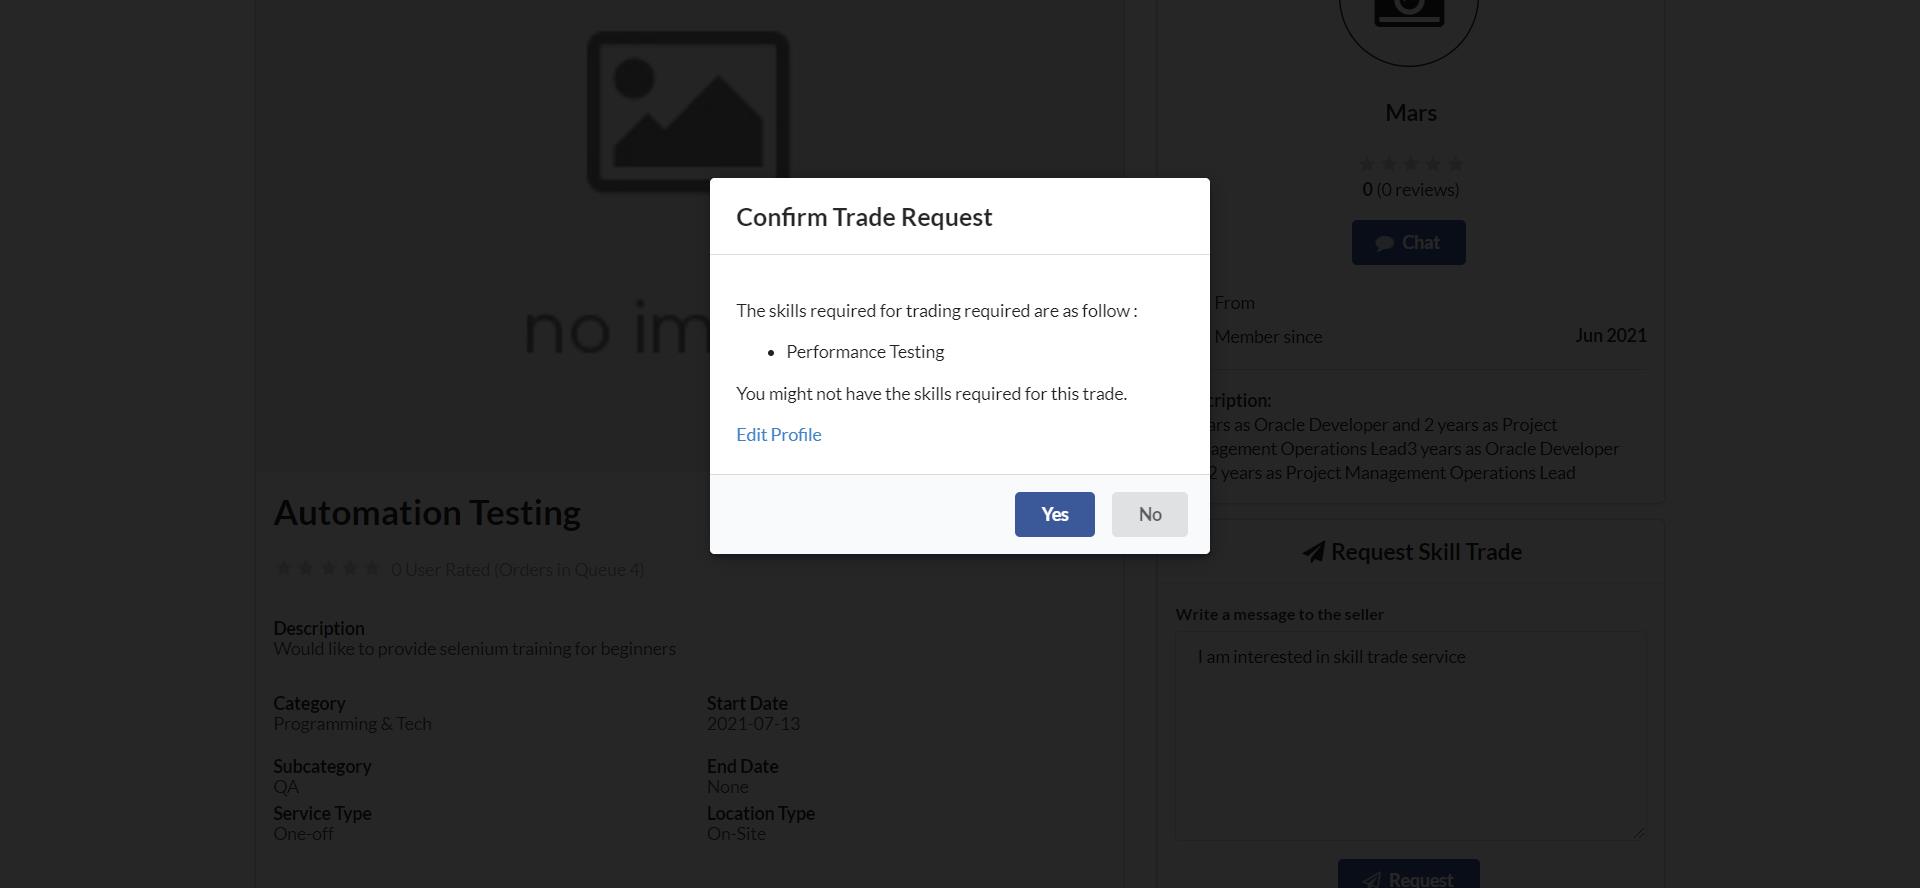 no im
Automation Testing
0 User Rated (Orders in Queue 4)
Description
Would like to provide selenium training for beginners
Category
Programming & Tech
Start Date
2021-07-13
Subcategory
QA
End Date
None
Service Type
One-off
Location Type
On-Site
Confirm Trade Request
The skills required for trading required are as follow :
• Performance Testing
You might not have the skills required for this trade.
Edit Profile
Yes
No
Mars
0 (0 reviews)
Chat
From
Member since
Jun 2021
cription:
ars as Oracle Developer and 2 years as Project
agement Operations Lead3 years as Oracle Developer
2 years as Project Management Operations Lead
Request Skill Trade
Write a message to the seller
I am interested in skill trade service
Request